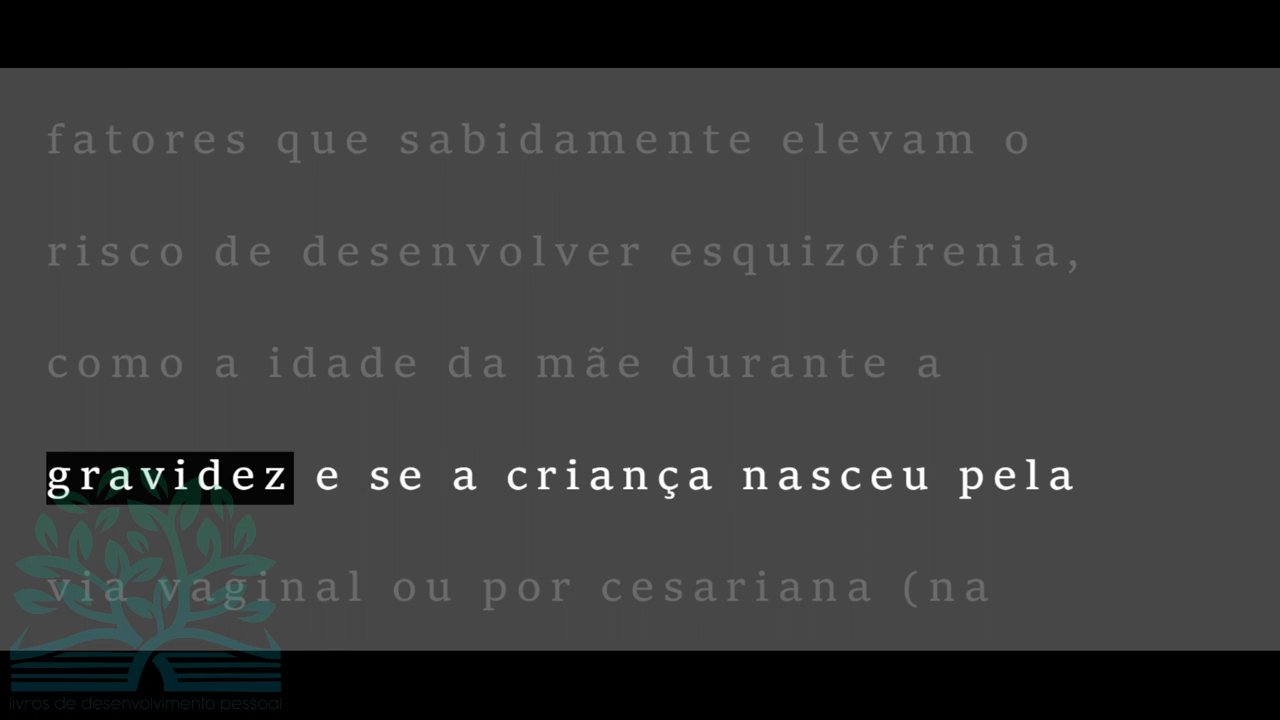 fatores que sabidamente elevam o
risco de desenvolver esquizofrenia,
como a idade da mãe durante a
gravidez e se a criança nasceu pela
via vaginal ou por cesariana (na
livros de desenvolvimento pessoal